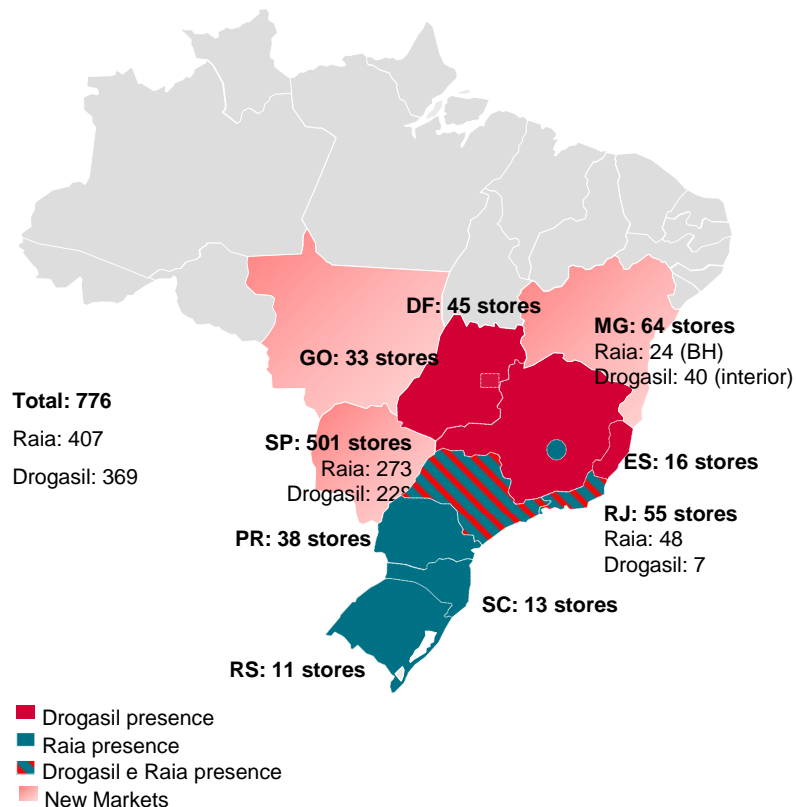 DF: 45 stores
MG: 64 stores
Raia: 24 (BH)
Drogasil: 40 (interior)
GO: 33 stores
Total: 776
Raia: 407
Drogasil: 369
SP: 501 stores
Raia: 273
Drogasil: 228
ES: 16 stores
RJ: 55 stores
Raia: 48
Drogasil: 7
PR: 38 stores
SC: 13 stores
RS: 11 stores
Drogasil presence
Raia presence
Drogasil e Raia presence
New Markets